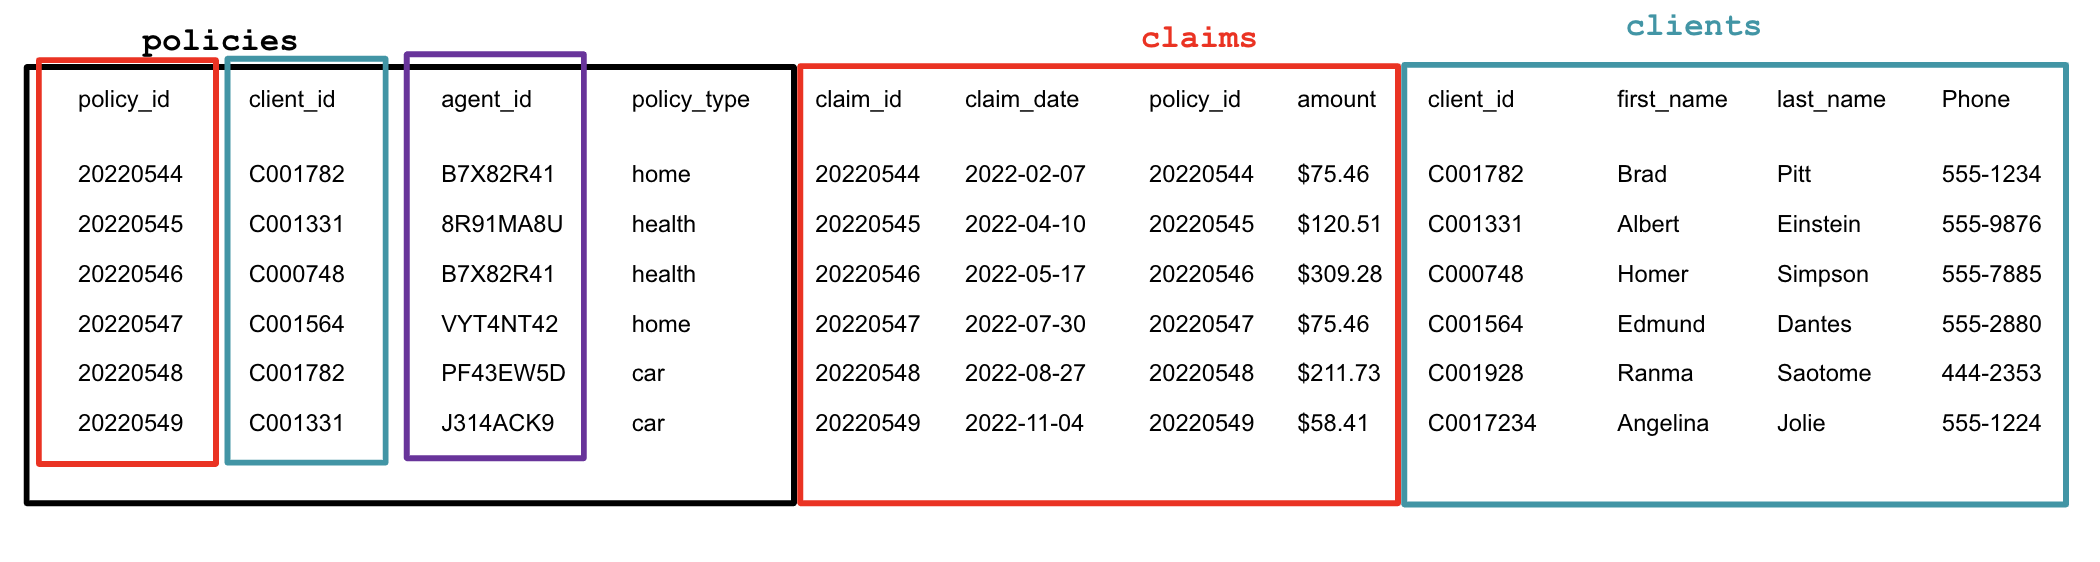 policies claims clients
policy_id client_id agent_id policy_type claim_id claim_date policy_id amount client_id first_name last_name Phone
20220544 C001782 B7X82R41 home 20220544 2022-02-07 20220544 $75.46 C001782 Brad Pitt 555-1234
20220545 C001331 8R91MA8U health 20220545 2022-04-10 20220545 $120.51 C001331 Albert Einstein 555-9876
20220546 C000748 B7X82R41 health 20220546 2022-05-17 20220546 $309.28 C000748 Homer Simpson 555-7885
20220547 C001564 VYT4NT42 home 20220547 2022-07-30 20220547 $75.46 C001564 Edmund Dantes 555-2880
20220548 C001782 PF43EW5D car 20220548 2022-08-27 20220548 $211.73 C001928 Ranma Saotome 444-2353
20220549 C001331 J314ACK9 car 20220549 2022-11-04 20220549 $58.41 C0017234 Angelina Jolie 555-1224